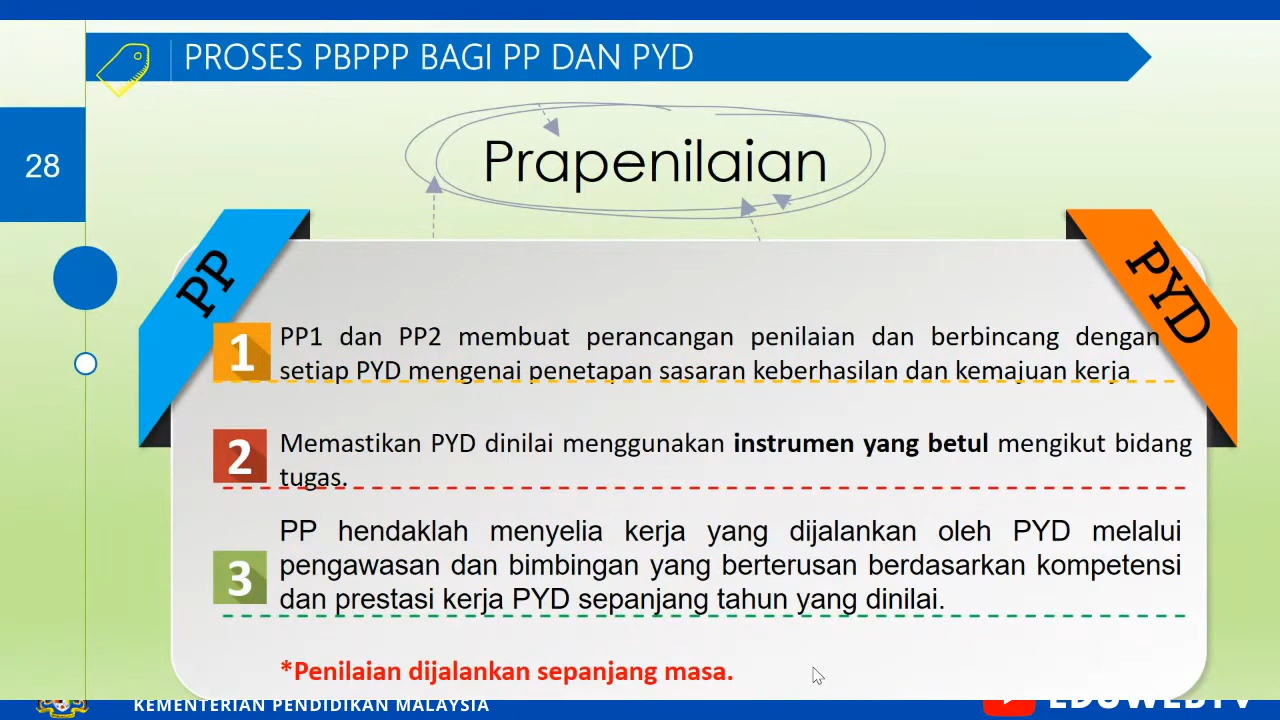 PROSES PBPPP BAGI PP DAN PYD
28
Prapenilaian
PP
PYD
1
PP1 dan PP2 membuat perancangan penilaian dan berbincang dengan
setiap PYD mengenai penetapan sasaran keberhasilan dan kemajuan kerja
2
Memastikan PYD dinilai menggunakan instrumen yang betul mengikut bidang
tugas.
3
PP hendaklah menyelia kerja yang dijalankan oleh PYD melalui
pengawasan dan bimbingan yang berterusan berdasarkan kompetensi
dan prestasi kerja PYD sepanjang tahun yang dinilai.
*Penilaian dijalankan sepanjang masa.
KEMENTERIAN PENDIDIKAN MALAYSIA
EDUWEBTV